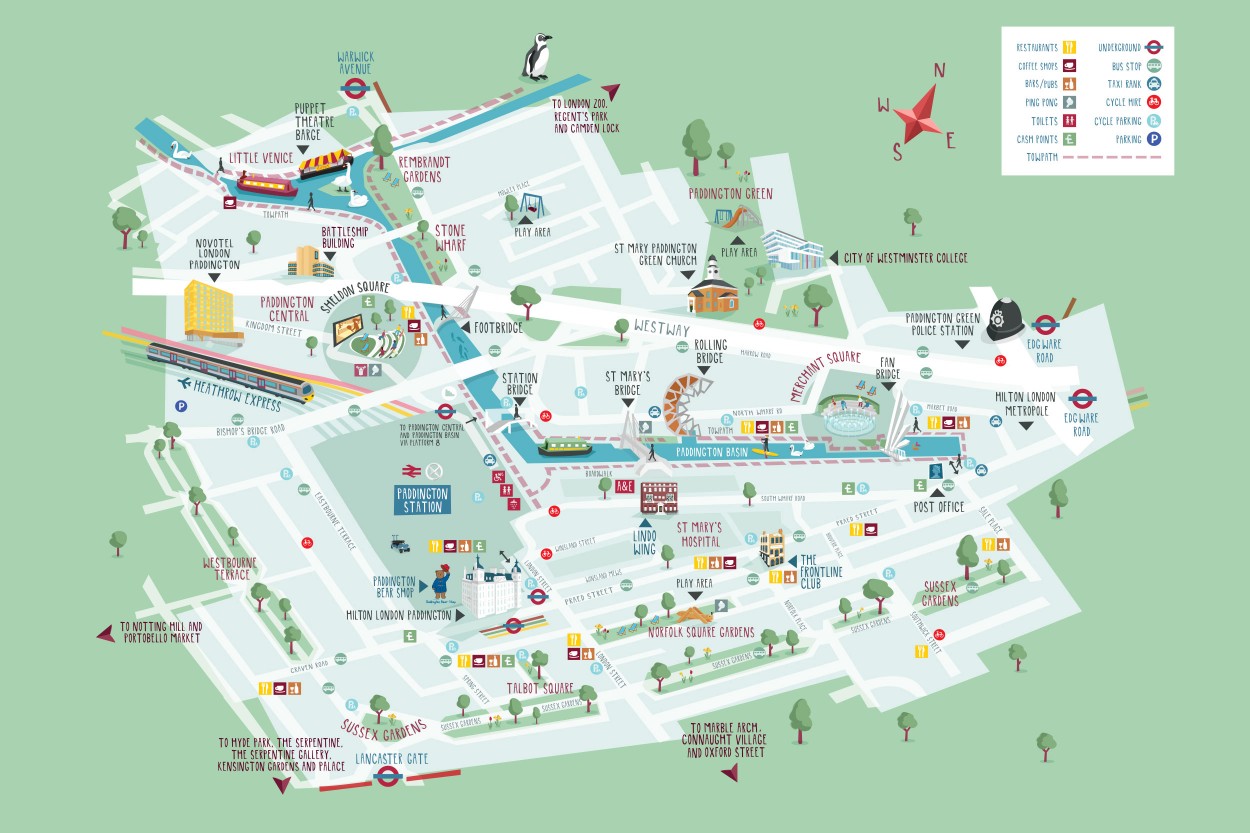 WARWICK
AVENUE
PUPPET
THEATRE
BARGE
LITTLE VENICE
TO LONDON ZOO,
REGENT'S PARK
AND CAMDEN LOCK
N
W
E
S
RESTAURANTS
COFFEE SHOPS
BARS/PUBS
PING PONG
TOILETS
CASH POINTS
TOWPATH
UNDERGROUND
BUS STOP
TAXI RANK
CYCLE HIRE
CYCLE PARKING
PARKING
REMBRANDT
GARDENS
TOWPATH
HOWLEY PLACE
PLAY AREA
PADDINGTON GREEN
PLAY AREA
CITY OF WESTMINSTER COLLEGE
NOVOTEL
LONDON
PADDINGTON
BATTLESHIP
BUILDING
STONE
WHARF
ST MARY PADDINGTON
GREEN CHURCH
PADDINGTON
CENTRAL
SHELDON SQUARE
KINGDOM STREET
FOOTBRIDGE
WESTWAY
HARROW ROAD
PADDINGTON GREEN
POLICE STATION
EDGWARE
ROAD
ROLLING
BRIDGE
MERCHANT SQUARE
FAN
BRIDGE
HEATHROW EXPRESS
STATION
BRIDGE
ST MARY'S
BRIDGE
HILTON LONDON
METROPOLE
EDGWARE
ROAD
P
BISHOP'S BRIDGE ROAD
TO PADDINGTON CENTRAL
AND PADDINGTON BASIN
VIA PLATFORM 8
NORTH WHARF RD
TOWPATH
HARBET ROAD
PADDINGTON BASIN
BOARDWALK
SOUTH WHARF ROAD
A&E
PADDINGTON
STATION
EASTBOURNE TERRACE
LINDO
WING
ST MARY'S
HOSPITAL
POST OFFICE
PRAED STREET
SALE PLACE
WINSLAND STREET
WINSLAND MEWS
LONDON STREET
PRAED STREET
THE
FRONTLINE
CLUB
WESTBOURNE
TERRACE
PADDINGTON
BEAR SHOP
HILTON LONDON PADDINGTON
PLAY AREA
NORFOLK SQUARE GARDENS
NORFOLK PLACE
SUSSEX GARDENS
SUSSEX
GARDENS
SOUTHWICK STREET
TO NOTTING HILL AND
PORTOBELLO MARKET
CRAVEN ROAD
SPRING STREET
LONDON STREET
SUSSEX GARDENS
TALBOT SQUARE
SUSSEX GARDENS
SUSSEX GARDENS
SUSSEX GARDENS
TO HYDE PARK, THE SERPENTINE,
THE SERPENTINE GALLERY,
KENSINGTON GARDENS AND PALACE
LANCASTER GATE
TO MARBLE ARCH,
CONNAUGHT VILLAGE
AND OXFORD STREET